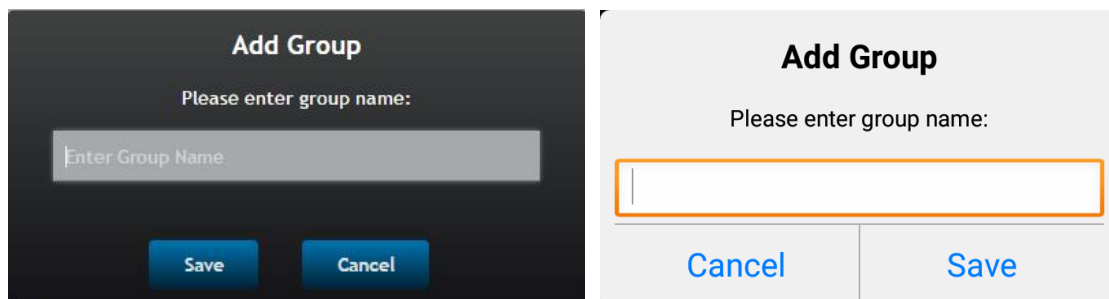 Add Group
Please enter group name:
Enter Group Name
Save Cancel
Add Group
Please enter group name:
Cancel Save